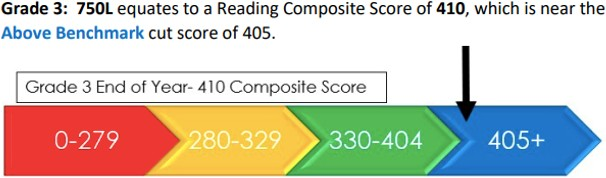 Grade 3:  750L equates to a Reading Composite Score of 410, which is near the
Above Benchmark cut score of 405.
Grade 3 End of Year- 410 Composite Score
0-279 280-329 330-404 405+